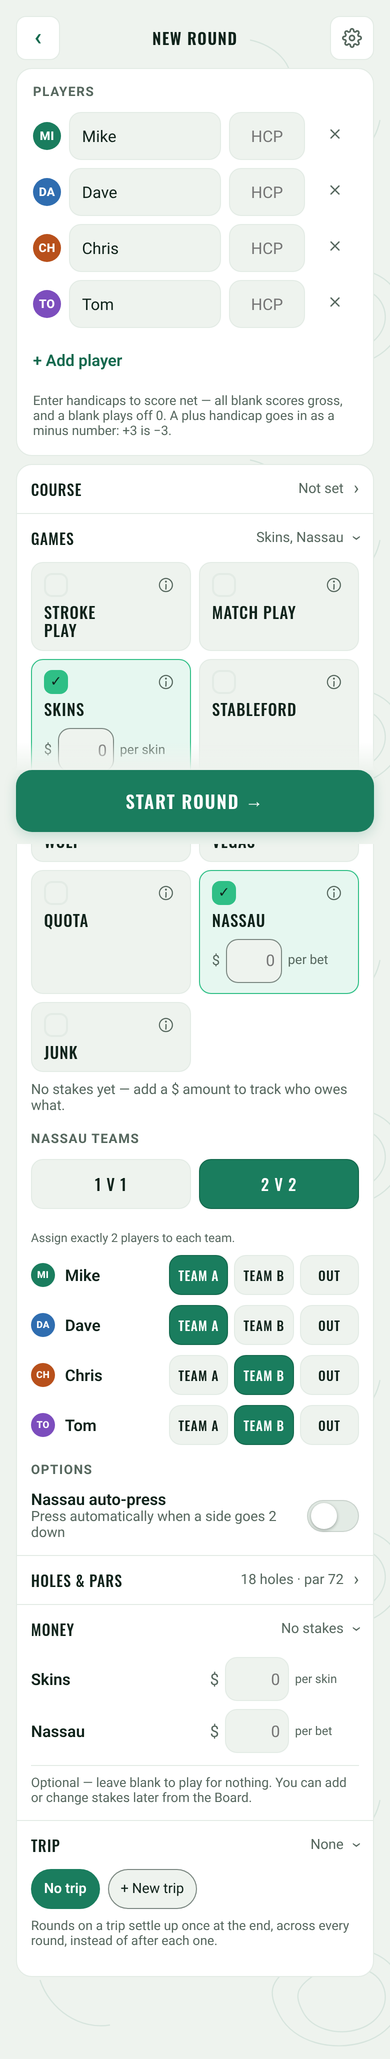 NEW ROUND
PLAYERS
MI Mike HCP ×
DA Dave HCP ×
CH Chris HCP ×
TO Tom HCP ×
+ Add player
Enter handicaps to score net — all blank scores gross,
and a blank plays off 0. A plus handicap goes in as a
minus number: +3 is −3.
COURSE Not set ›
GAMES Skins, Nassau
STROKE
PLAY
MATCH PLAY
SKINS
$ 0 per skin
STABLEFORD
START ROUND →
WOLF
VEGAS
QUOTA
NASSAU
$ 0 per bet
JUNK
No stakes yet — add a $ amount to track who owes
what.
NASSAU TEAMS
1 V 1 2 V 2
Assign exactly 2 players to each team.
MI Mike TEAM A TEAM B OUT
DA Dave TEAM A TEAM B OUT
CH Chris TEAM A TEAM B OUT
TO Tom TEAM A TEAM B OUT
OPTIONS
Nassau auto-press
Press automatically when a side goes 2
down
HOLES & PARS 18 holes · par 72 ›
MONEY No stakes
Skins $ 0 per skin
Nassau $ 0 per bet
Optional — leave blank to play for nothing. You can add
or change stakes later from the Board.
TRIP None
No trip + New trip
Rounds on a trip settle up once at the end, across every
round, instead of after each one.